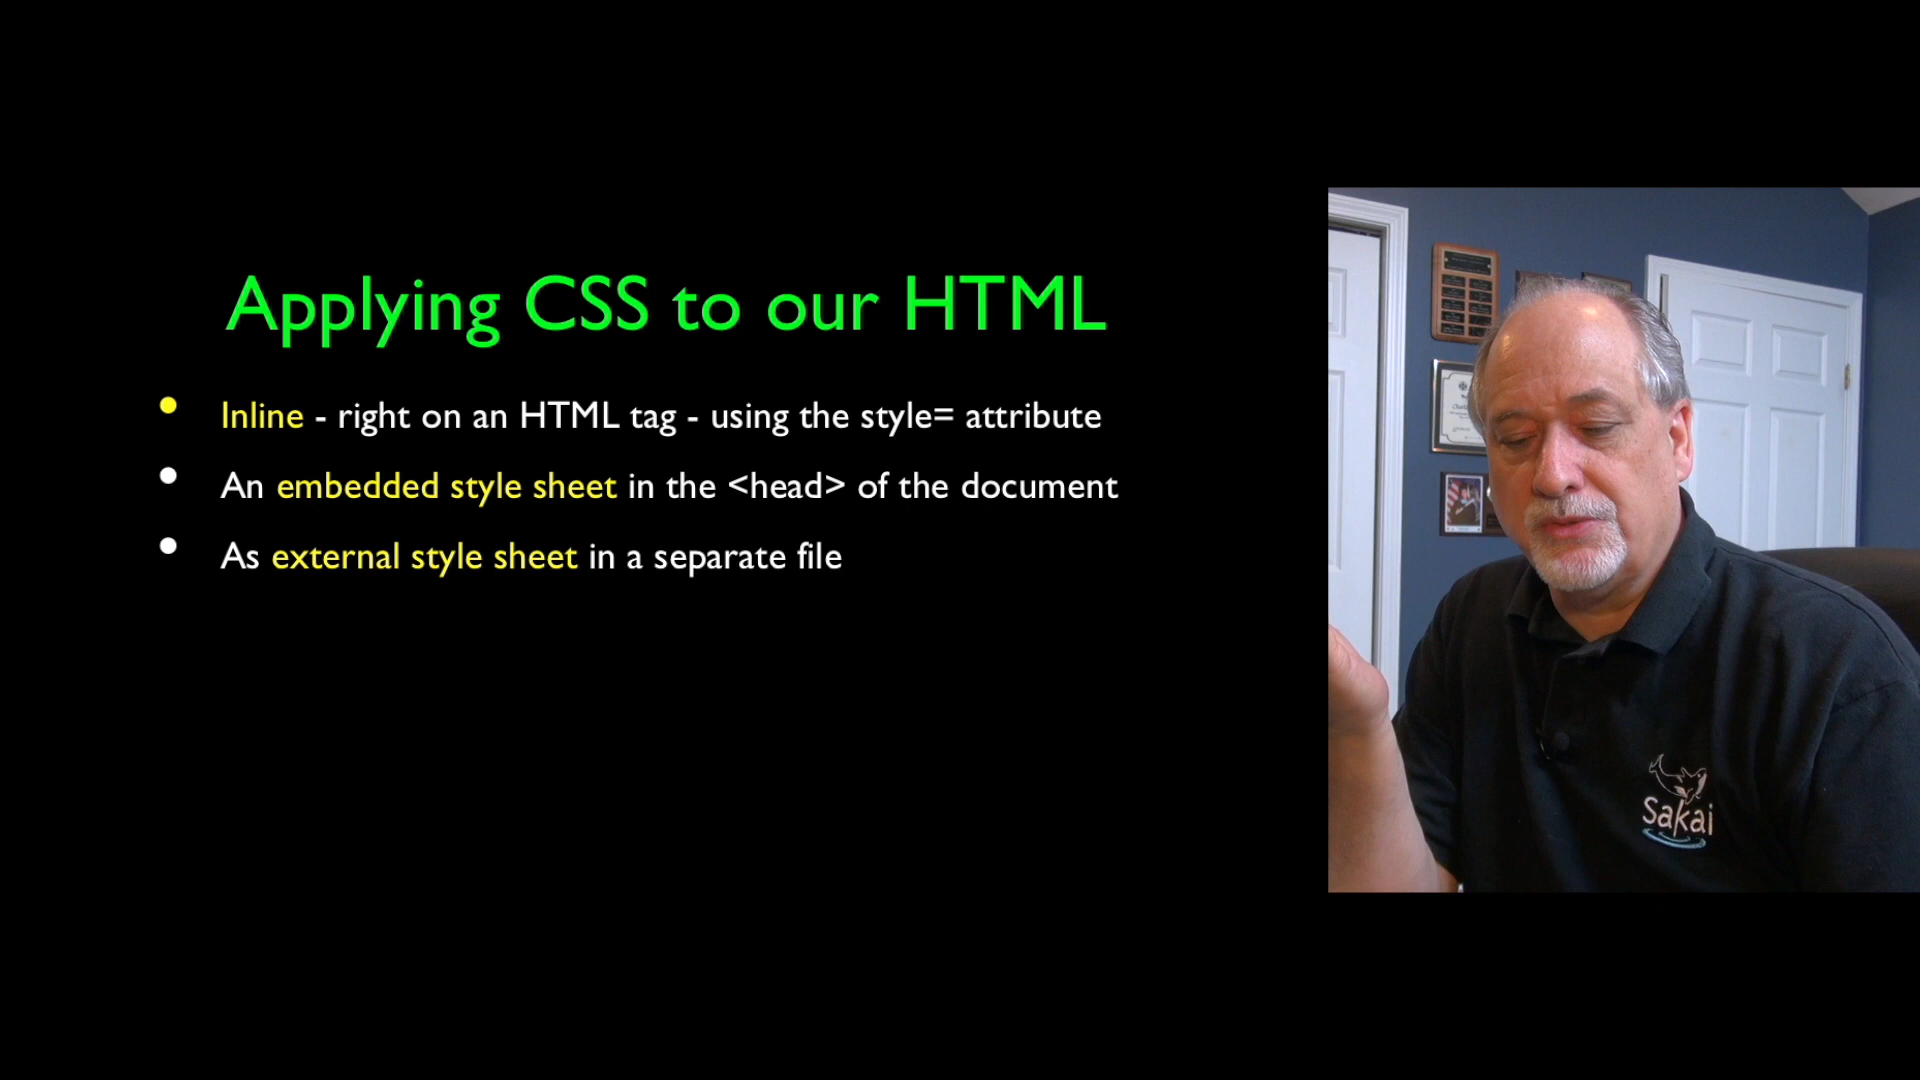 Applying CSS to our HTML
Inline - right on an HTML tag - using the style= attribute
An embedded style sheet in the <head> of the document
As external style sheet in a separate file
Sakai